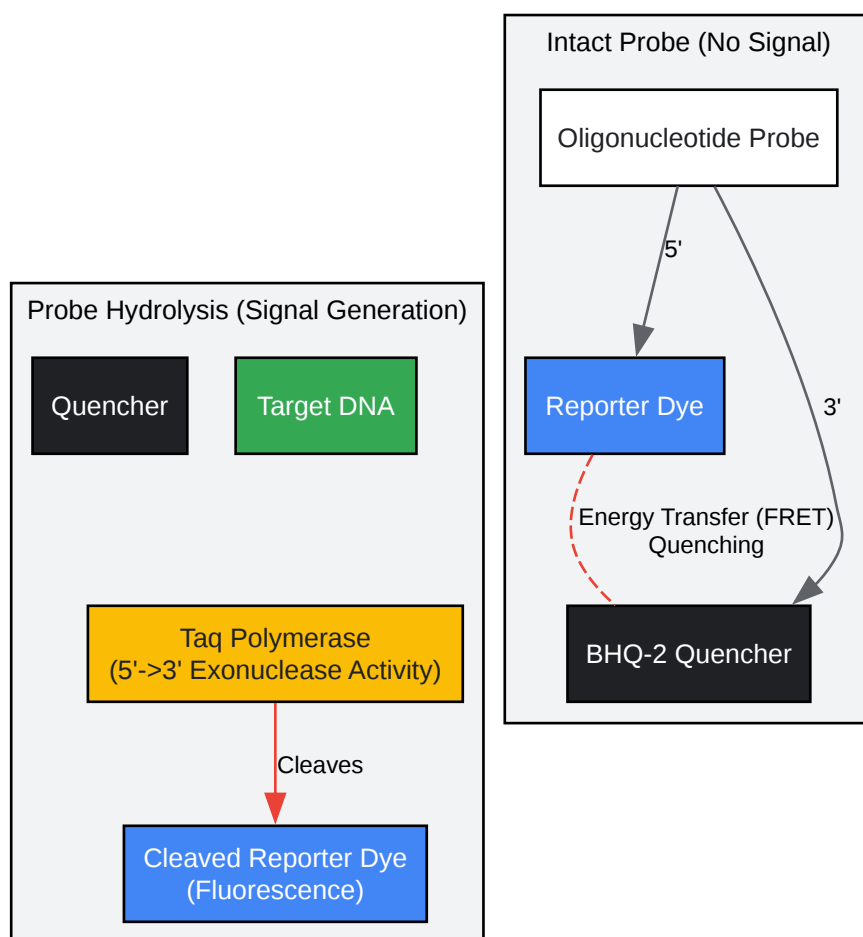 Intact Probe (No Signal)
Oligonucleotide Probe
5'
3'
Reporter Dye
Energy Transfer (FRET)
Quenching
BHQ-2 Quencher
Probe Hydrolysis (Signal Generation)
Quencher
Target DNA
Taq Polymerase
(5'->3' Exonuclease Activity)
Cleaves
Cleaved Reporter Dye
(Fluorescence)